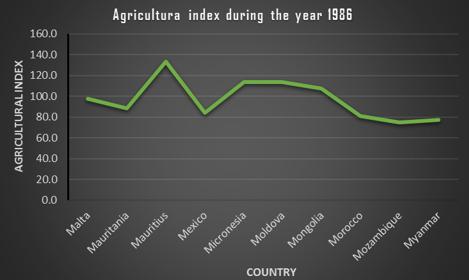 Agricultura index during the year 1986
160.0
140.0
120.0
100.0
80.0
60.0
40.0
20.0
0.0
AGRICULTURAL INDEX
Malta
Mauritania
Mauritius
Mexico
Micronesia
Moldova
Mongolia
Morocco
Mozambique
Myanmar
COUNTRY